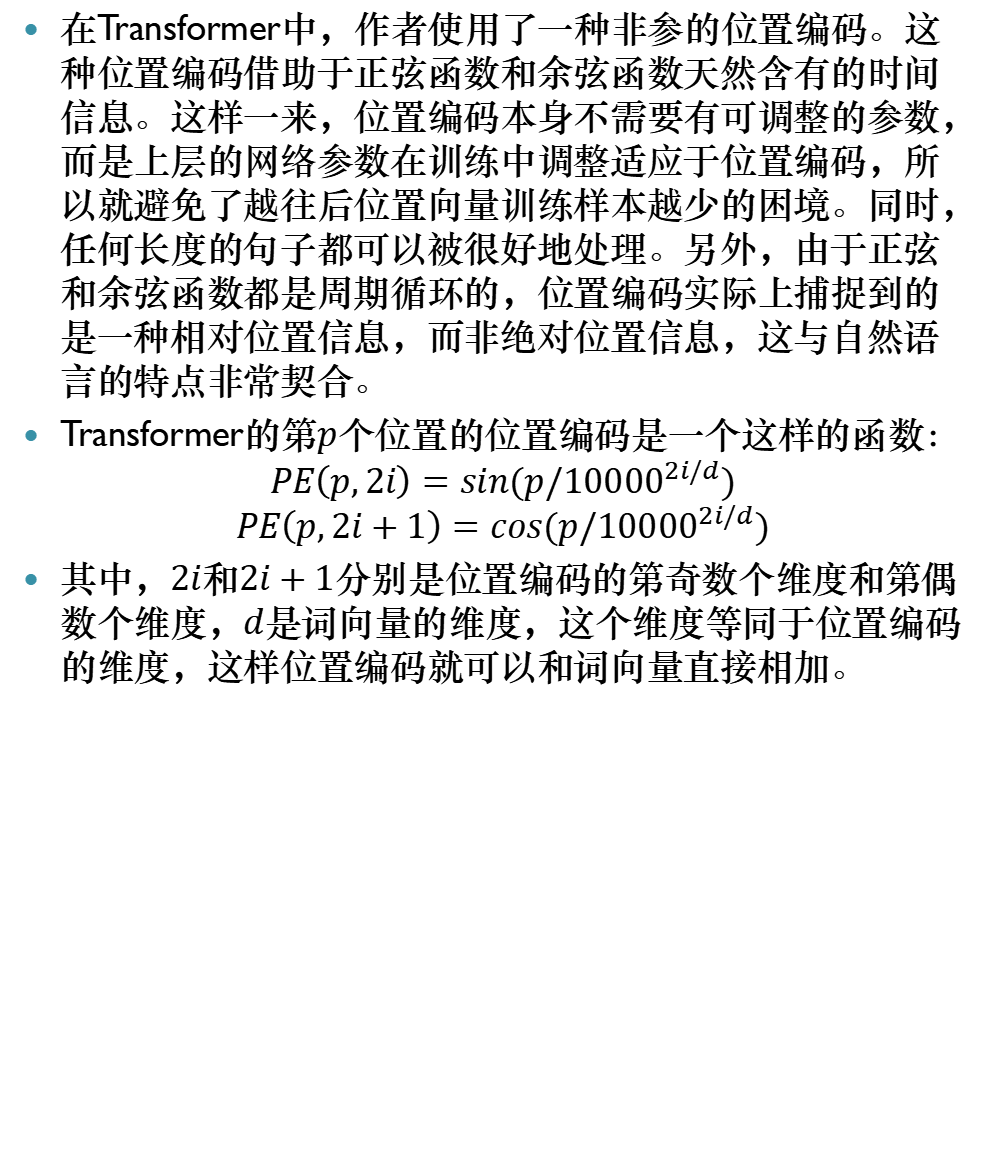 • 在Transformer中，作者使用了一种非参的位置编码。这
种位置编码借助于正弦函数和余弦函数天然含有的时间
信息。这样一来，位置编码本身不需要有可调整的参数，
而是上层的网络参数在训练中调整适应于位置编码，所
以就避免了越往后位置向量训练样本越少的困境。同时，
任何长度的句子都可以被很好地处理。另外，由于正弦
和余弦函数都是周期循环的，位置编码实际上捕捉到的
是一种相对位置信息，而非绝对位置信息，这与自然语
言的特点非常契合。
• Transformer的第p个位置的位置编码是一个这样的函数：
PE(p, 2i) = sin(p/10000^{2i/d})
PE(p, 2i + 1) = cos(p/10000^{2i/d})
• 其中，2i和2i + 1分别是位置编码的第奇数个维度和第偶
数个维度，d是词向量的维度，这个维度等同于位置编码
的维度，这样位置编码就可以和词向量直接相加。